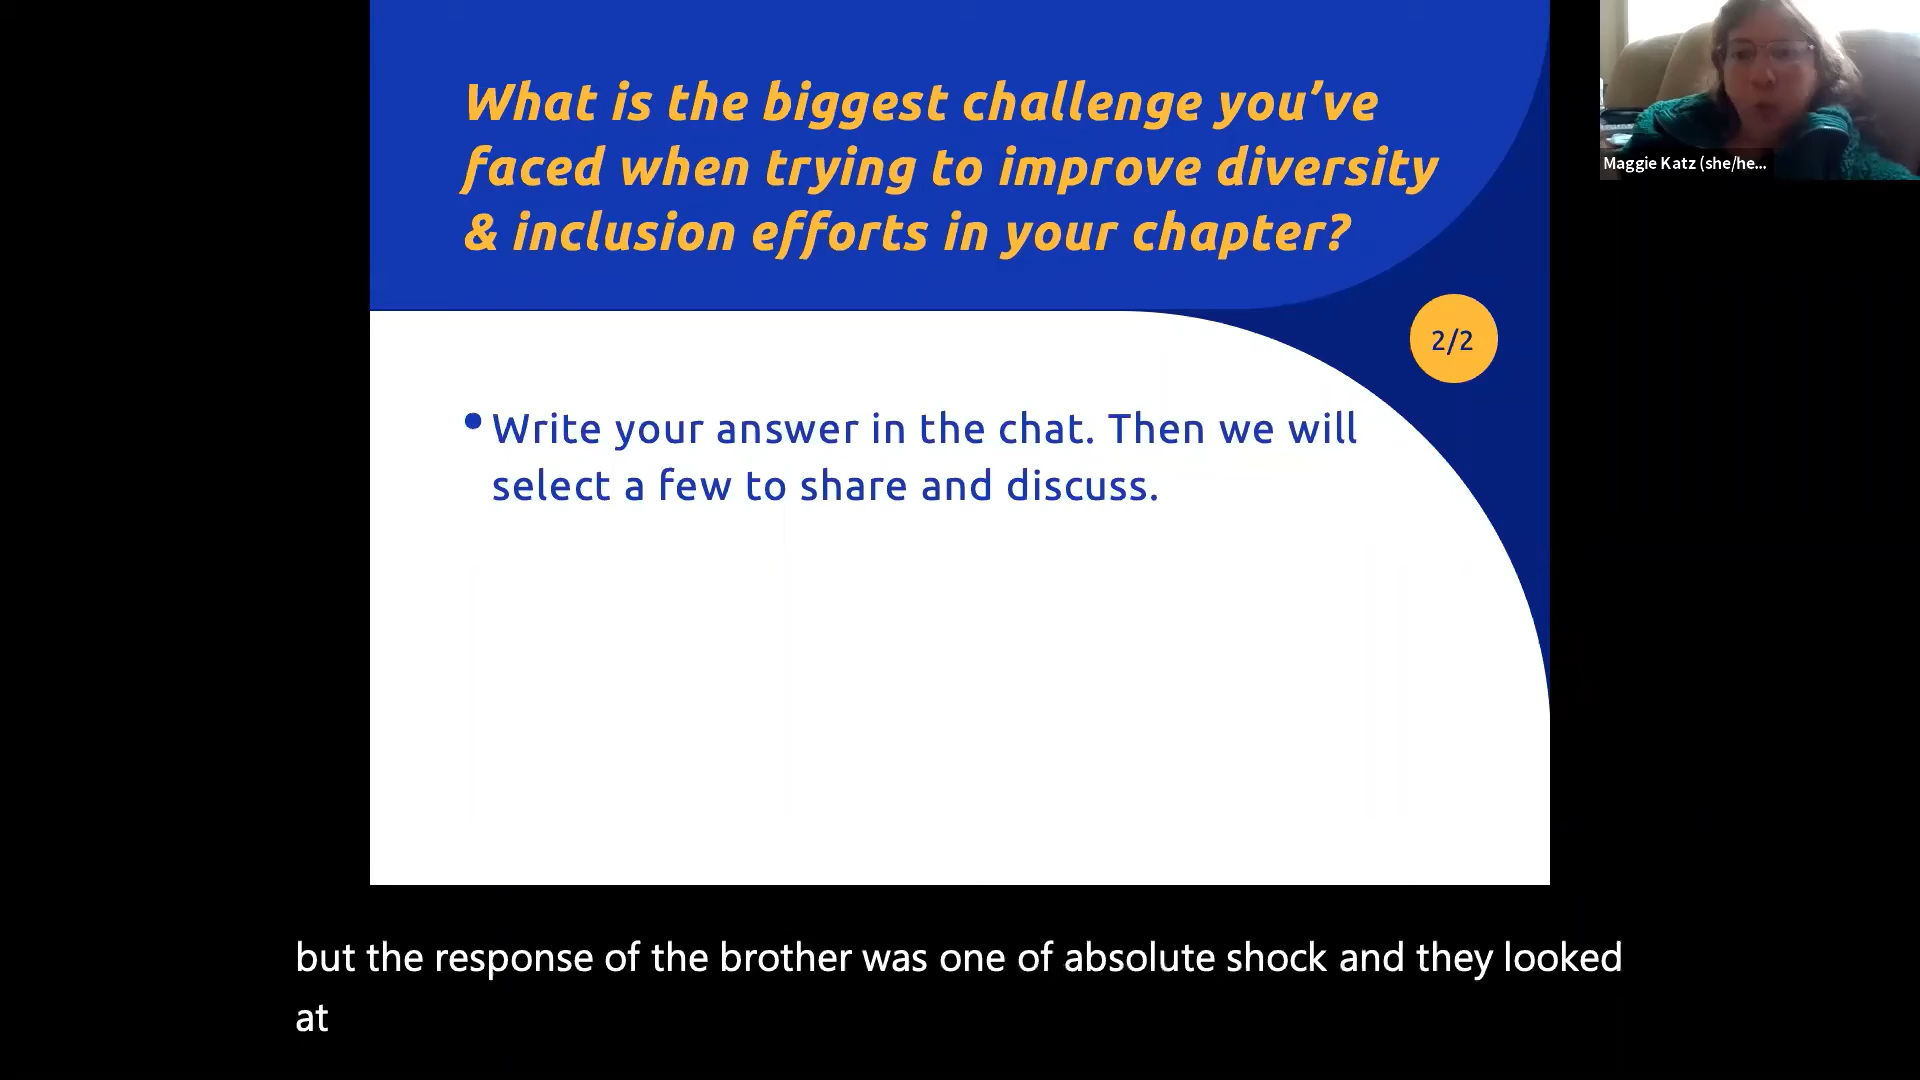 What is the biggest challenge you’ve
faced when trying to improve diversity
& inclusion efforts in your chapter?
Maggie Katz (she/he...
2/2
• Write your answer in the chat. Then we will
select a few to share and discuss.
but the response of the brother was one of absolute shock and they looked
at